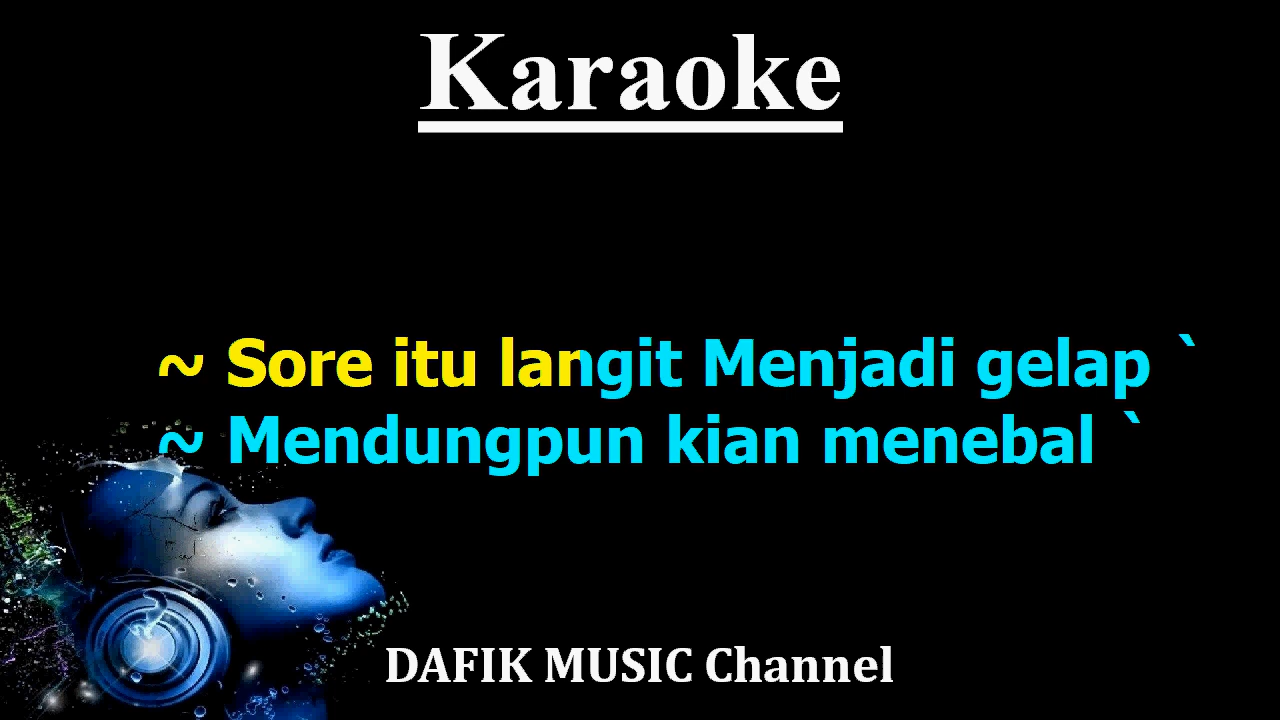 Karaoke
~ Sore itu langit Menjadi gelap `
~ Mendungpun kian menebal `
DAFIK MUSIC Channel